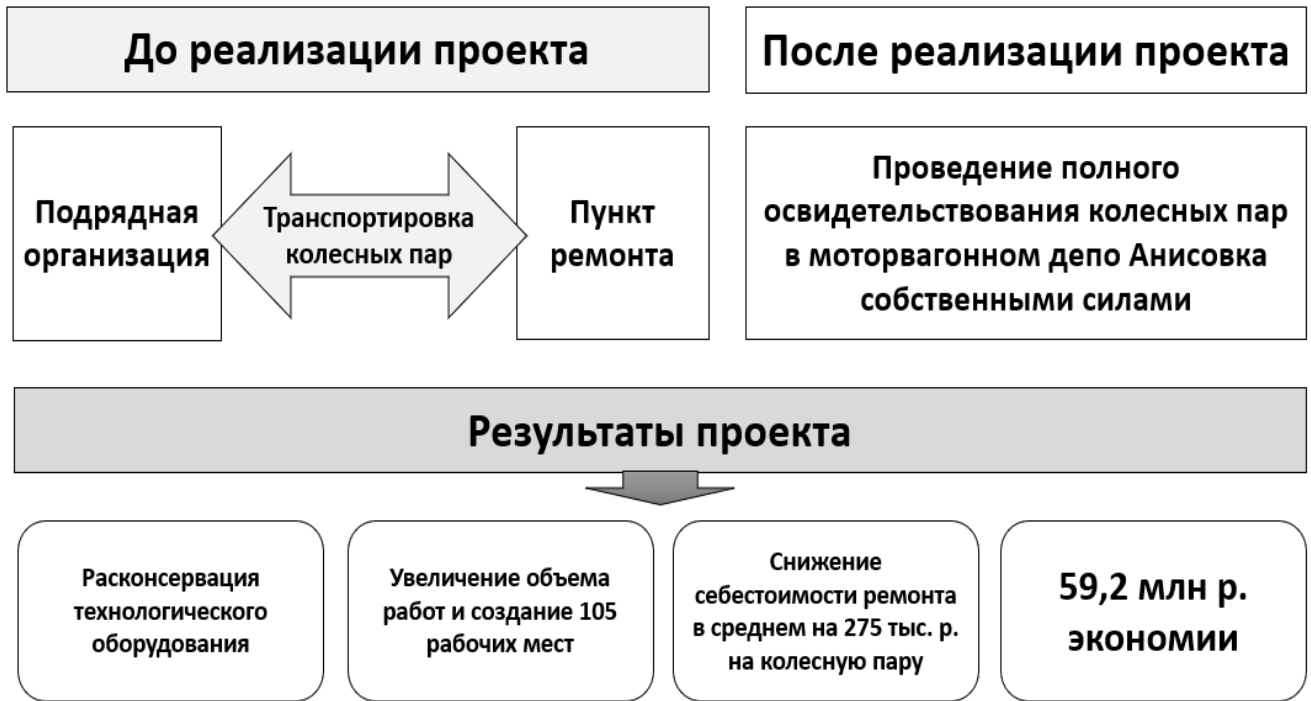 До реализации проекта
После реализации проекта
Подрядная
организация
Транспортировка
колесных пар
Пункт
ремонта
Проведение полного
освидетельствования колесных пар
в моторвагонном депо Анисовка
собственными силами
Результаты проекта
Расконсервация
технологического
оборудования
Увеличение объема
работ и создание 105
рабочих мест
Снижение
себестоимости ремонта
в среднем на 275 тыс. р.
на колесную пару
59,2 млн р.
экономии